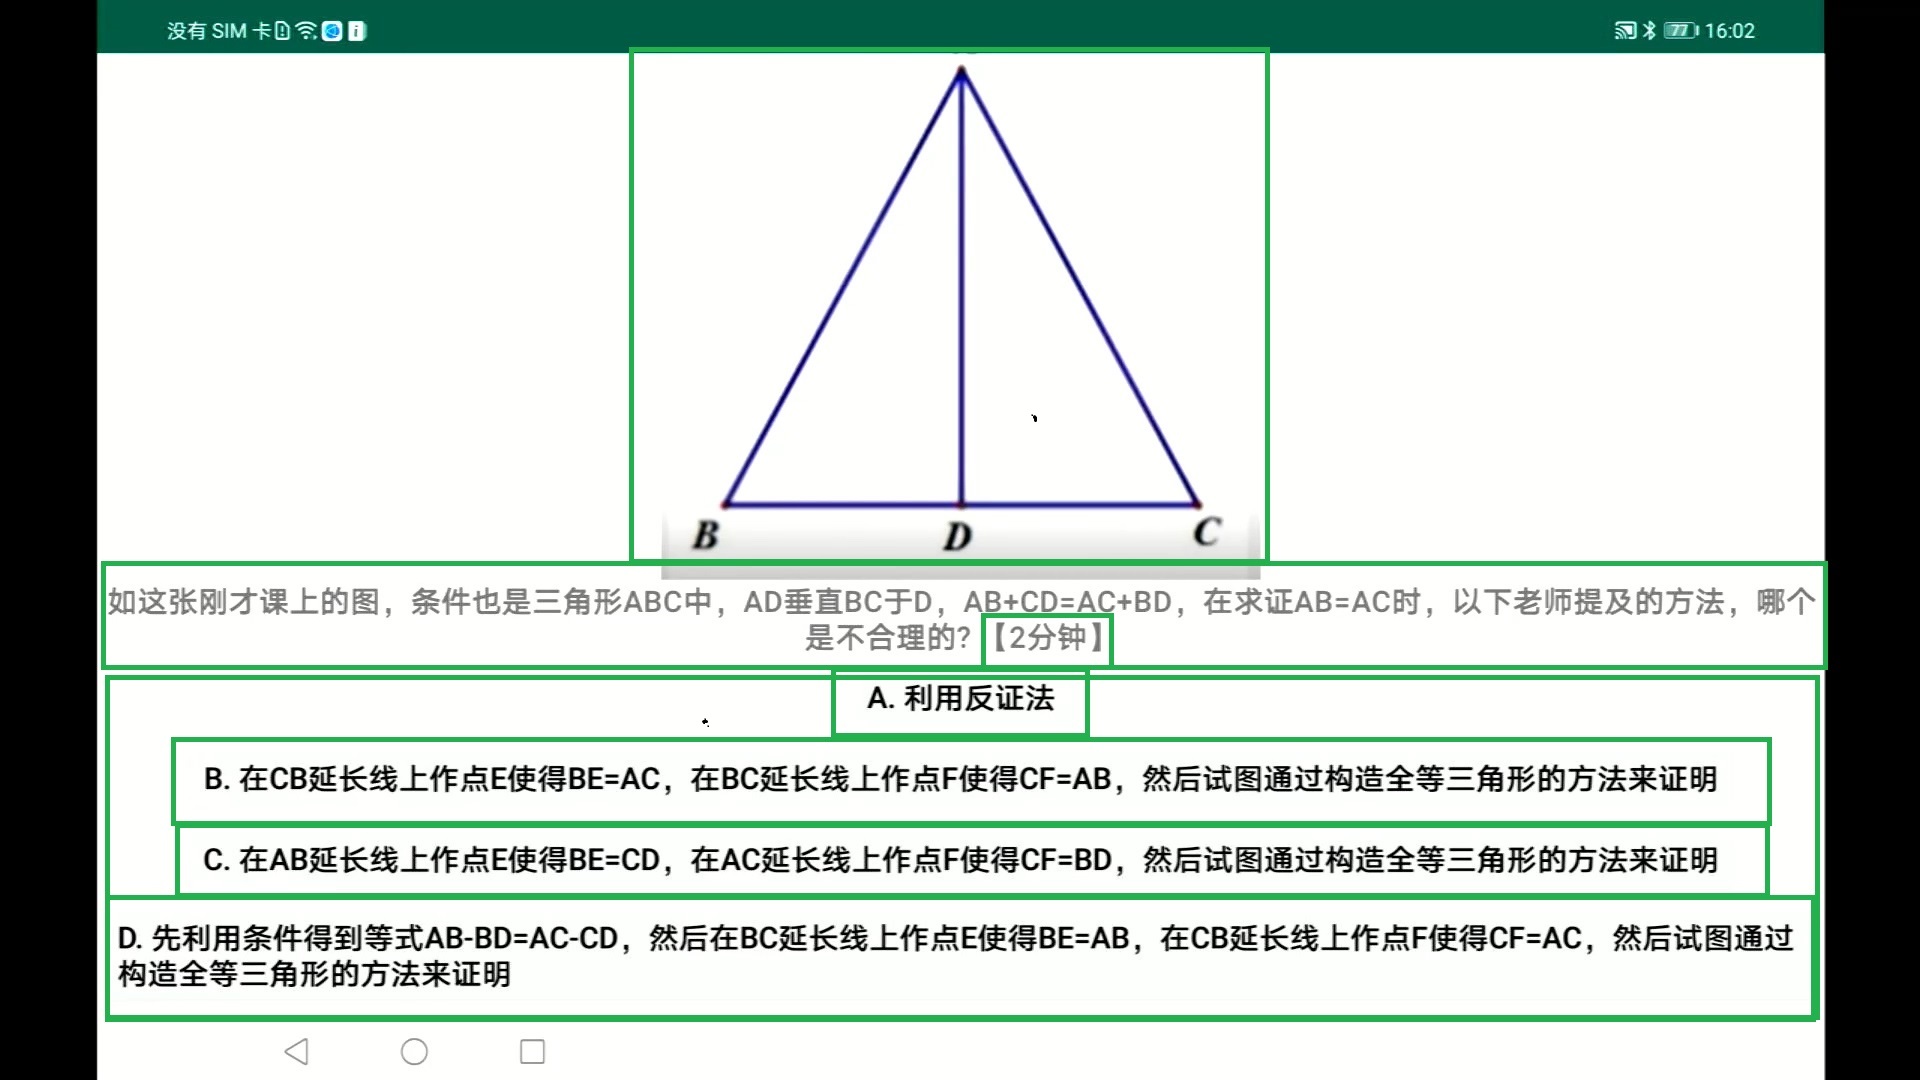 没有 SIM 卡
77 16:02
B D C
如这张刚才课上的图，条件也是三角形ABC中，AD垂直BC于D，AB+CD=AC+BD，在求证AB=AC时，以下老师提及的方法，哪个
是不合理的?【2分钟】
A. 利用反证法
B. 在CB延长线上作点E使得BE=AC，在BC延长线上作点F使得CF=AB，然后试图通过构造全等三角形的方法来证明
C. 在AB延长线上作点E使得BE=CD，在AC延长线上作点F使得CF=BD，然后试图通过构造全等三角形的方法来证明
D. 先利用条件得到等式AB-BD=AC-CD，然后在BC延长线上作点E使得BE=AB，在CB延长线上作点F使得CF=AC，然后试图通过
构造全等三角形的方法来证明